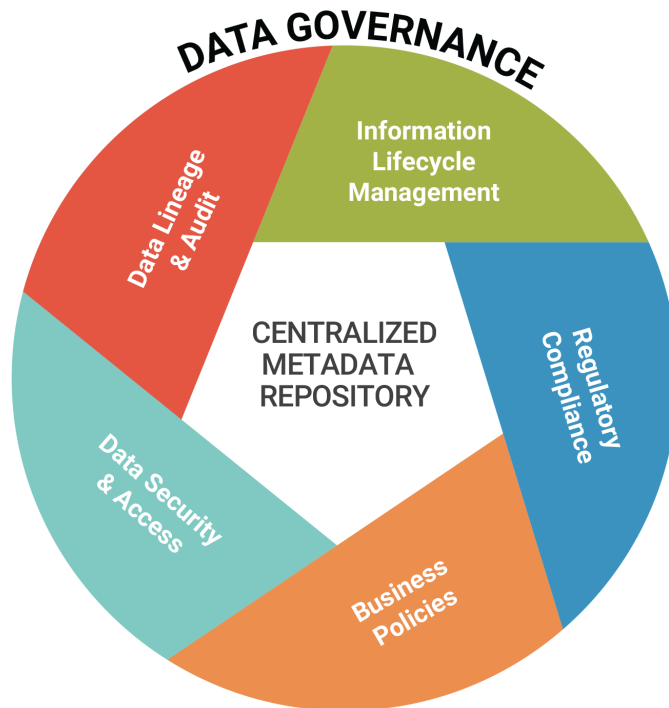 DATA GOVERNANCE
Information
Lifecycle
Management
Regulatory
Compliance
Business
Policies
Data Security
& Access
Data Lineage
& Audit
CENTRALIZED
METADATA
REPOSITORY